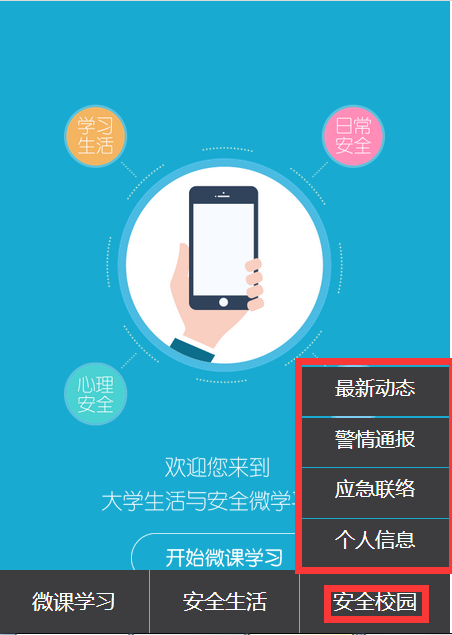 学习
生活
日常
安全
心理
安全
最新动态
警情通报
应急联络
个人信息
欢迎您来到
大学生活与安全微学
开始微课学习
微课学习
安全生活
安全校园